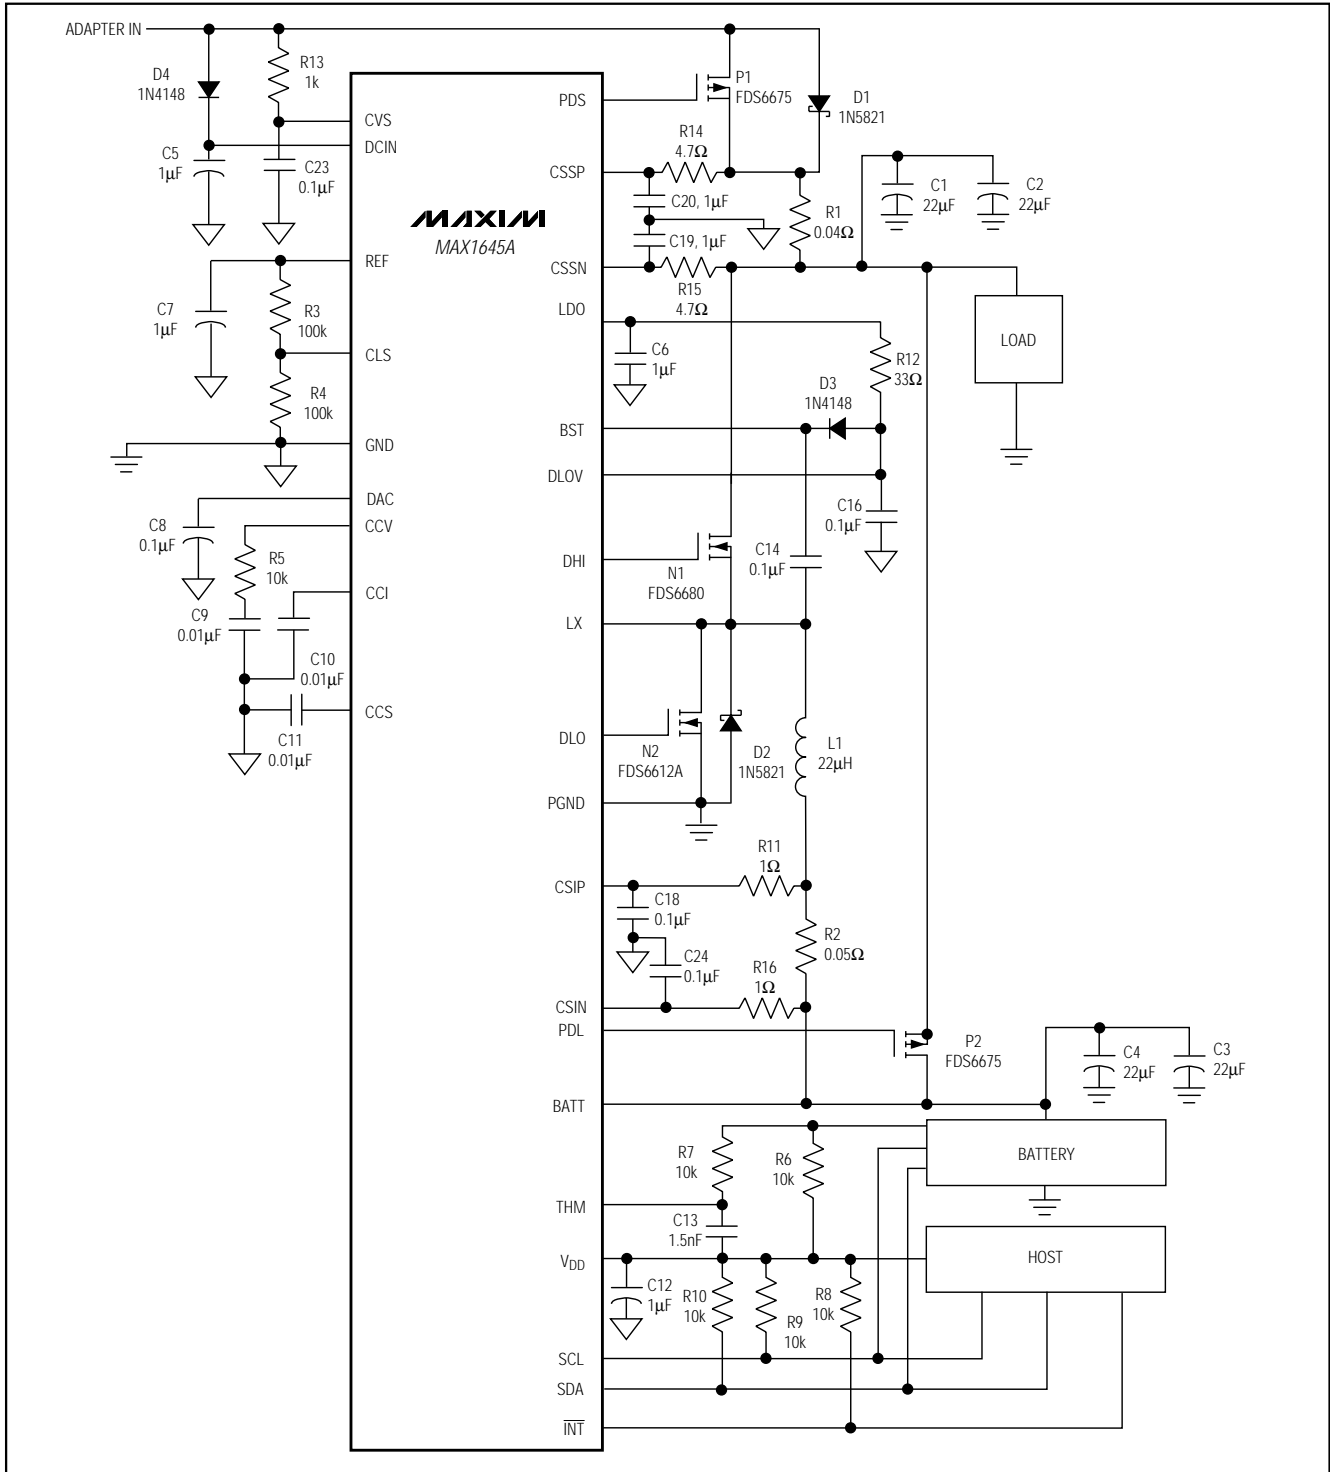 ADAPTER IN
D4
1N4148
R13
1k
C5
1µF
C23
0.1µF
CVS
DCIN
MAXIM
MAX1645A
PDS
P1
FDS6675
D1
1N5821
R14
4.7Ω
CSSP
C20, 1µF
C19, 1µF
R1
0.04Ω
C1
22µF
C2
22µF
CSSN
R15
4.7Ω
REF
C7
1µF
R3
100k
CLS
R4
100k
GND
LDO
C6
1µF
R12
33Ω
LOAD
D3
1N4148
BST
DLOV
C16
0.1µF
DAC
C8
0.1µF
CCV
R5
10k
CCI
C9
0.01µF
C10
0.01µF
CCS
C11
0.01µF
DHI
N1
FDS6680
C14
0.1µF
LX
DLO
N2
FDS6612A
D2
1N5821
L1
22µH
PGND
R11
1Ω
CSIP
C18
0.1µF
C24
0.1µF
R2
0.05Ω
R16
1Ω
CSIN
PDL
P2
FDS6675
C4
22µF
C3
22µF
BATT
R7
10k
R6
10k
BATTERY
THM
C13
1.5nF
VDD
HOST
C12
1µF
R10
10k
R9
10k
R8
10k
SCL
SDA
INT